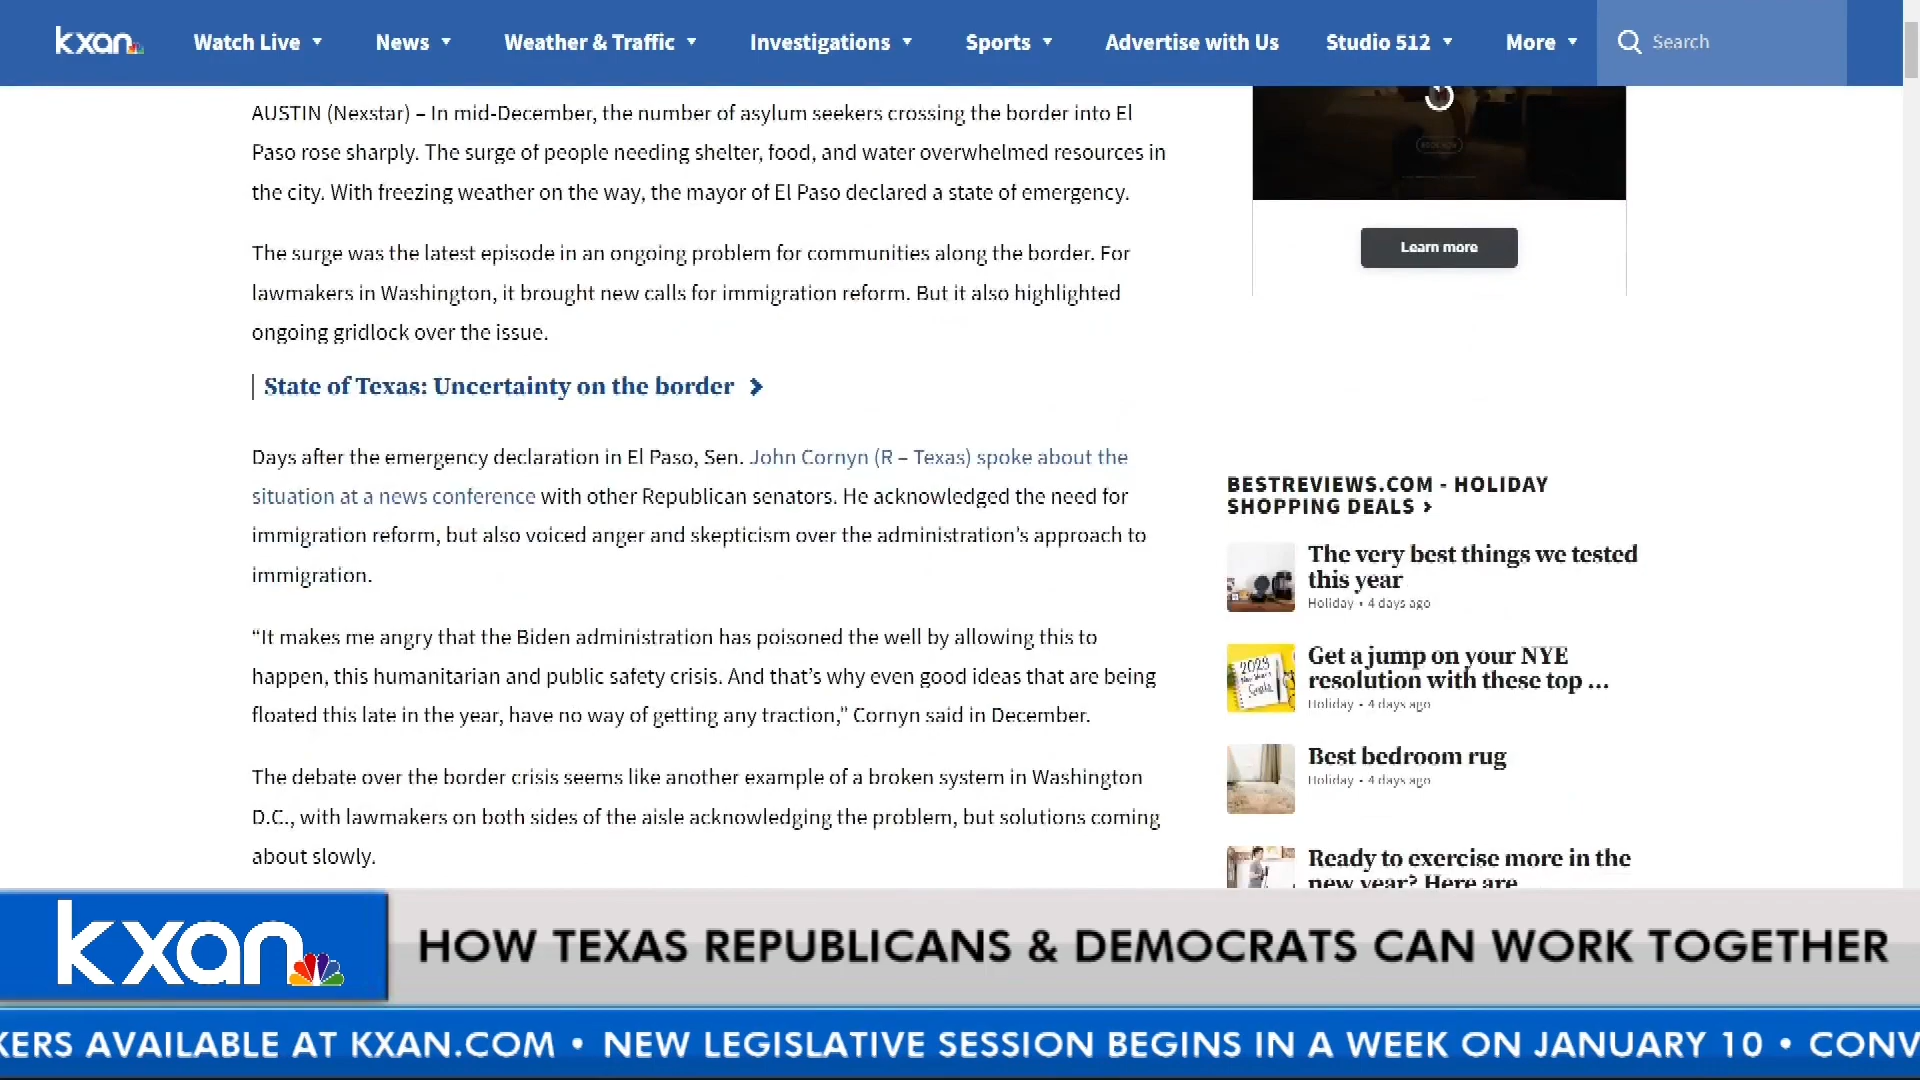 kxan
Watch Live
News
Weather & Traffic
Investigations
Sports
Advertise with Us
Studio 512
More
Search
AUSTIN (Nexstar) – In mid-December, the number of asylum seekers crossing the border into El
Paso rose sharply. The surge of people needing shelter, food, and water overwhelmed resources in
the city. With freezing weather on the way, the mayor of El Paso declared a state of emergency.
The surge was the latest episode in an ongoing problem for communities along the border. For
lawmakers in Washington, it brought new calls for immigration reform. But it also highlighted
ongoing gridlock over the issue.
State of Texas: Uncertainty on the border
Days after the emergency declaration in El Paso, Sen. John Cornyn (R – Texas) spoke about the
situation at a news conference with other Republican senators. He acknowledged the need for
immigration reform, but also voiced anger and skepticism over the administration’s approach to
immigration.
“It makes me angry that the Biden administration has poisoned the well by allowing this to
happen, this humanitarian and public safety crisis. And that’s why even good ideas that are being
floated this late in the year, have no way of getting any traction,” Cornyn said in December.
The debate over the border crisis seems like another example of a broken system in Washington
D.C., with lawmakers on both sides of the aisle acknowledging the problem, but solutions coming
about slowly.
BOOK NOW
Learn more
BESTREVIEWS.COM - HOLIDAY
SHOPPING DEALS ›
The very best things we tested
this year
Holiday • 4 days ago
2023
Goals
Get a jump on your NYE
resolution with these top ...
Holiday • 4 days ago
Best bedroom rug
Holiday • 4 days ago
Ready to exercise more in the
new year? Here are
kxan
HOW TEXAS REPUBLICANS & DEMOCRATS CAN WORK TOGETHER
KERS AVAILABLE AT KXAN.COM • NEW LEGISLATIVE SESSION BEGINS IN A WEEK ON JANUARY 10 • CONV